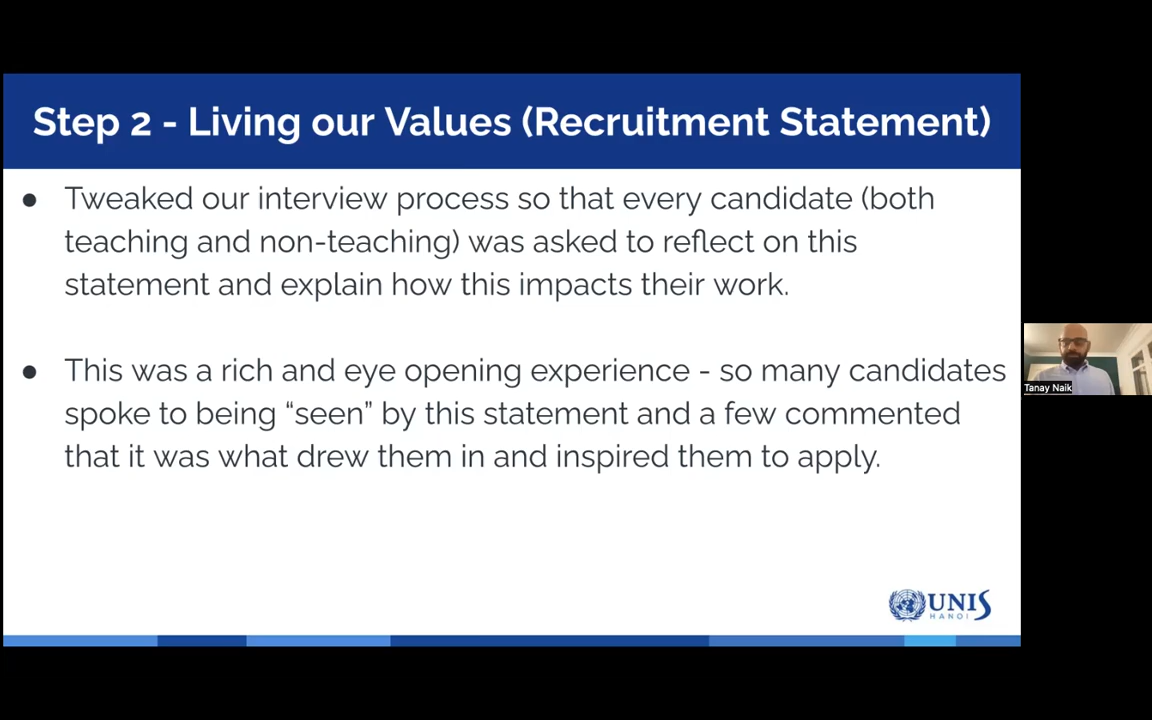 Step 2 - Living our Values (Recruitment Statement)
● Tweaked our interview process so that every candidate (both
teaching and non-teaching) was asked to reflect on this
statement and explain how this impacts their work.
● This was a rich and eye opening experience - so many candidates
spoke to being “seen” by this statement and a few commented
that it was what drew them in and inspired them to apply.
Tanay Naik
UNIS
HANOI